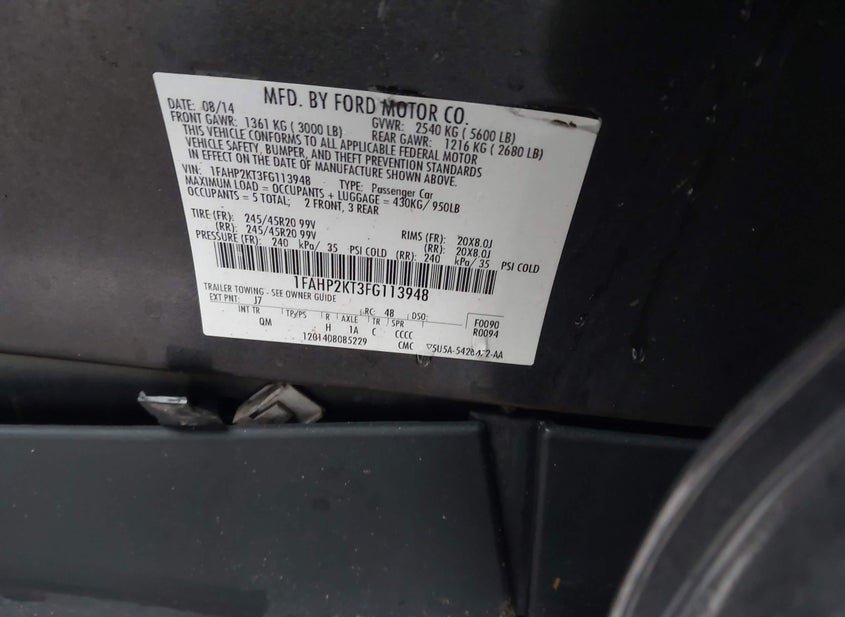 MFD. BY FORD MOTOR CO.
DATE: 08/14 GVWR: 2540 KG ( 5600 LB)
FRONT GAWR: 1361 KG ( 3000 LB) REAR GAWR: 1216 KG ( 2680 LB)
THIS VEHICLE CONFORMS TO ALL APPLICABLE FEDERAL MOTOR
VEHICLE SAFETY, BUMPER, AND THEFT PREVENTION STANDARDS
IN EFFECT ON THE DATE OF MANUFACTURE SHOWN ABOVE.
VIN: 1FAHP2KT3FG113948 TYPE: Passenger Car
MAXIMUM LOAD = OCCUPANTS + LUGGAGE = 430KG/ 950LB
OCCUPANTS = 5 TOTAL; 2 FRONT, 3 REAR
TIRE (FR): 245/45R20 99V RIMS (FR): 20X8.0J
(RR): 245/45R20 99V (RR): 20X8.0J
PRESSURE (FR): 240 kPa/ 35 PSI COLD (RR): 240 kPa/ 35 PSI COLD
1FAHP2KT3FG113948
TRAILER TOWING - SEE OWNER GUIDE
EXT PNT: J7 RC: 48 DSO:
INT TR TP/PS R AXLE TR SPR F0090
QM H 1A C CCCC R0094
1201408085229 CMC